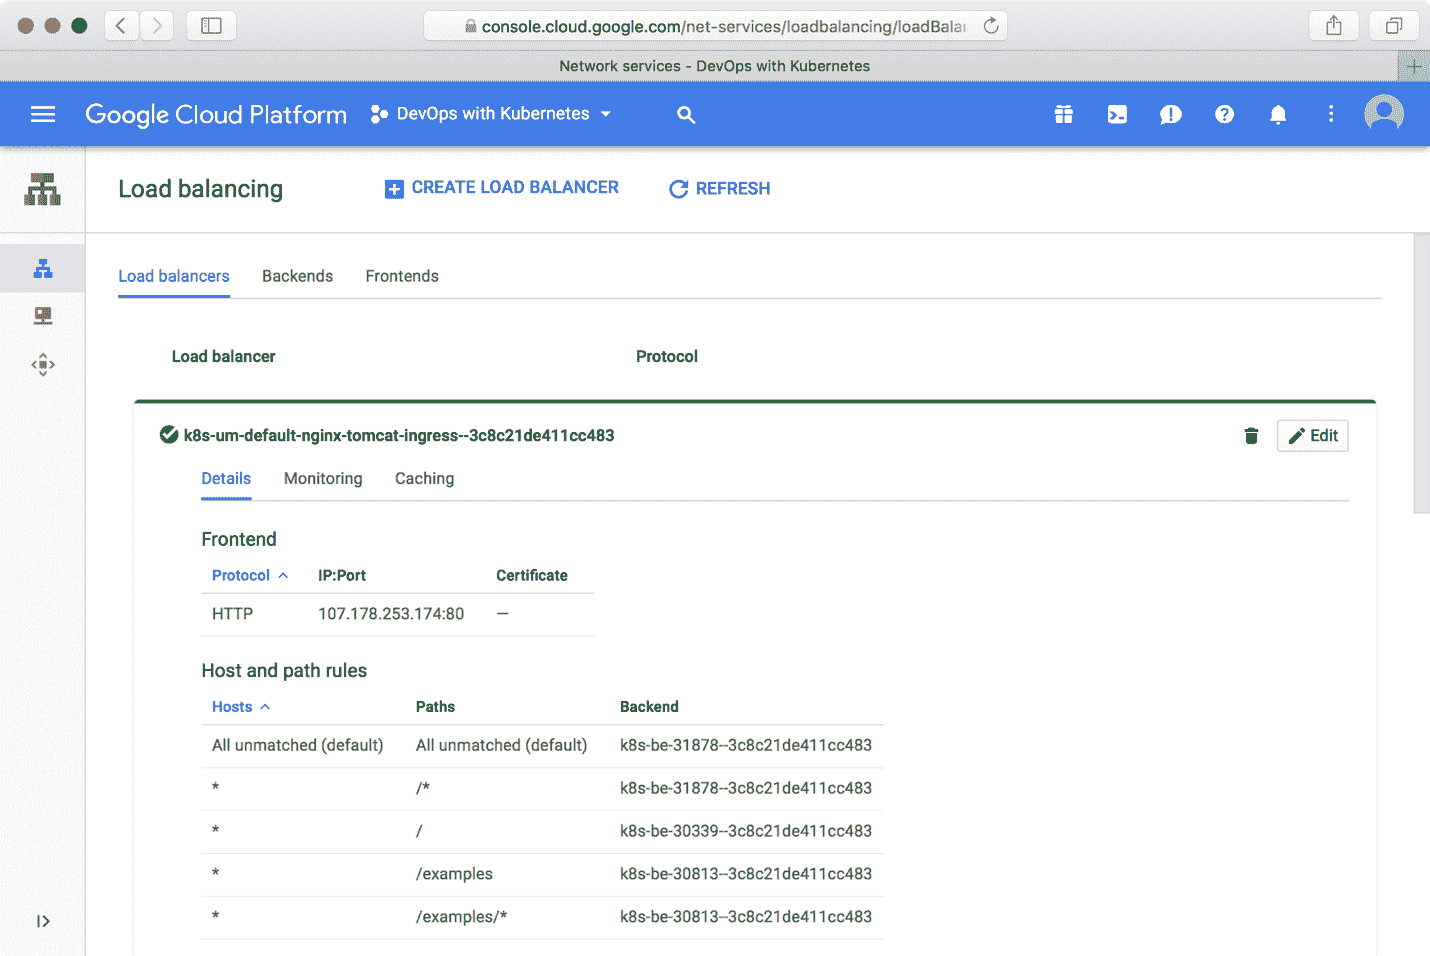 console.cloud.google.com/net-services/loadbalancing/loadBala
Network services - DevOps with Kubernetes
Google Cloud Platform DevOps with Kubernetes
Load balancing CREATE LOAD BALANCER REFRESH
Load balancers Backends Frontends
Load balancer Protocol
k8s-um-default-nginx-tomcat-ingress--3c8c21de411cc483 Edit
Details Monitoring Caching
Frontend
Protocol IP:Port Certificate
HTTP 107.178.253.174:80 —
Host and path rules
Hosts Paths Backend
All unmatched (default) All unmatched (default) k8s-be-31878--3c8c21de411cc483
* /* k8s-be-31878--3c8c21de411cc483
* / k8s-be-30339--3c8c21de411cc483
* /examples k8s-be-30813--3c8c21de411cc483
* /examples/* k8s-be-30813--3c8c21de411cc483